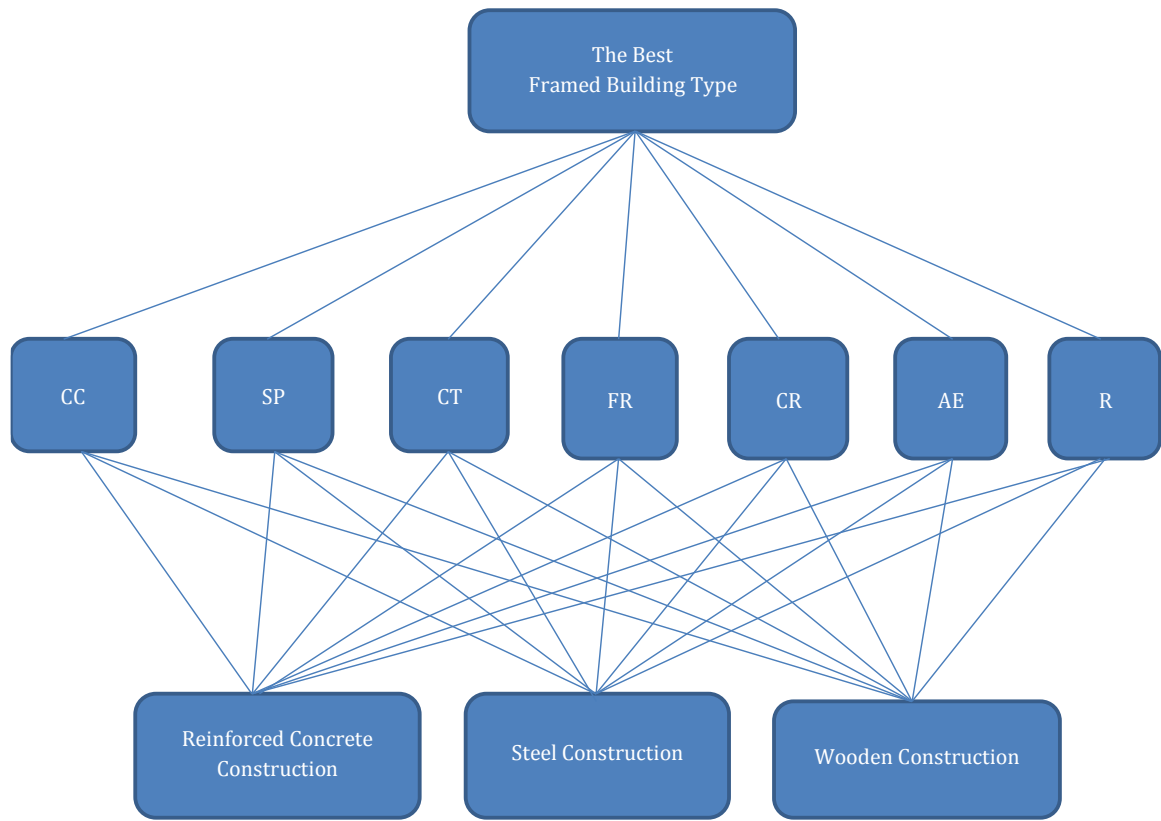 The Best
Framed Building Type
CC
SP
CT
FR
CR
AE
R
Reinforced Concrete
Construction
Steel Construction
Wooden Construction